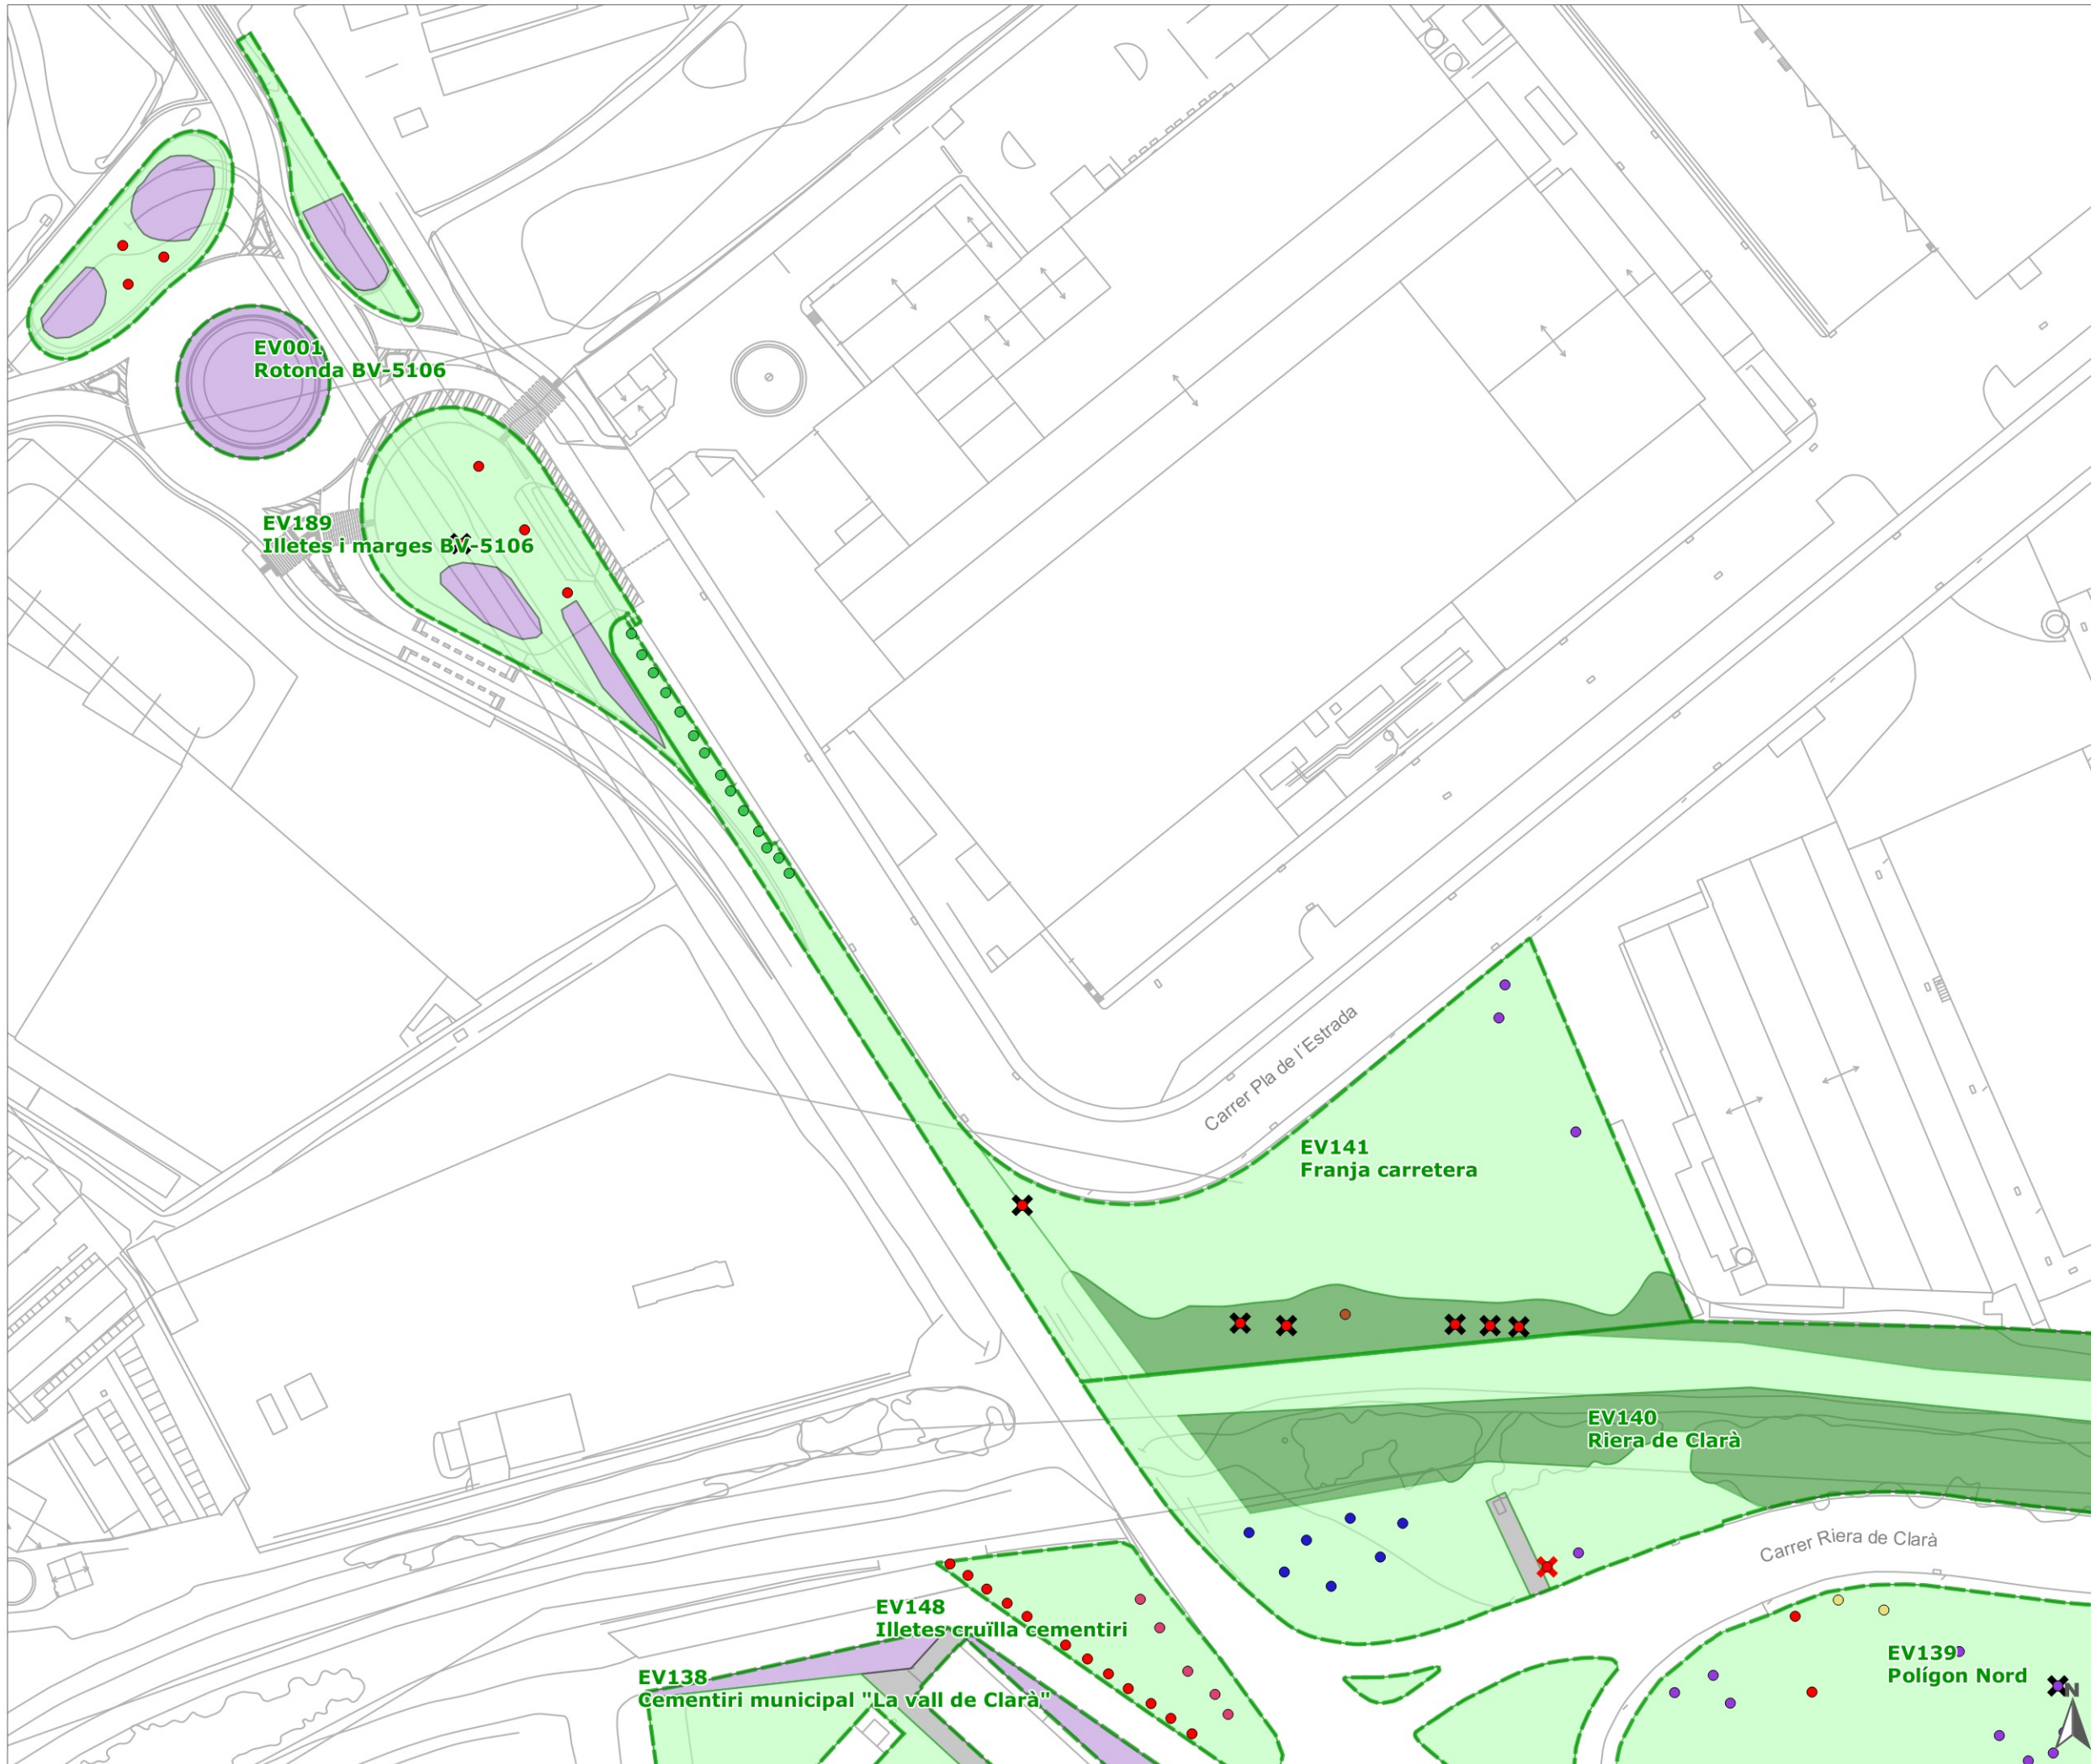 EV001
Rotonda BV-5106
EV189
Illetes i marges BV-5106
Carrer Pla de l´Estrada
EV141
Franja carretera
EV140
Riera de Clarà
Carrer Riera de Clarà
EV148
Illetes cruïlla cementiri
EV139
Polígon Nord
EV138
Cementiri municipal "La vall de Clarà"
N